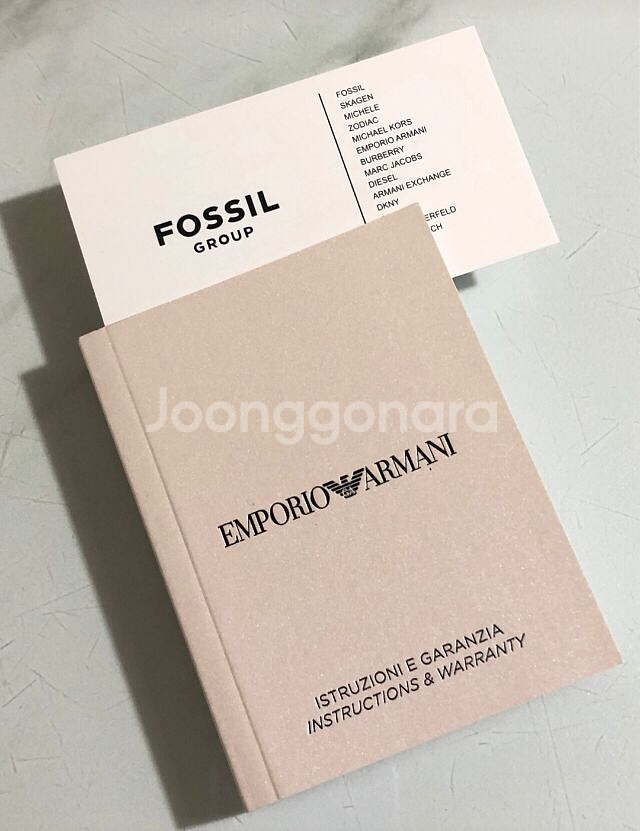 FOSSIL
GROUP
FOSSIL
SKAGEN
MICHELE
ZODIAC
MICHAEL KORS
EMPORIO ARMANI
BURBERRY
MARC JACOBS
DIESEL
ARMANI EXCHANGE
DKNY
Joonggonara
EMPORIO ARMANI
ISTRUZIONI E GARANZIA
INSTRUCTIONS & WARRANTY